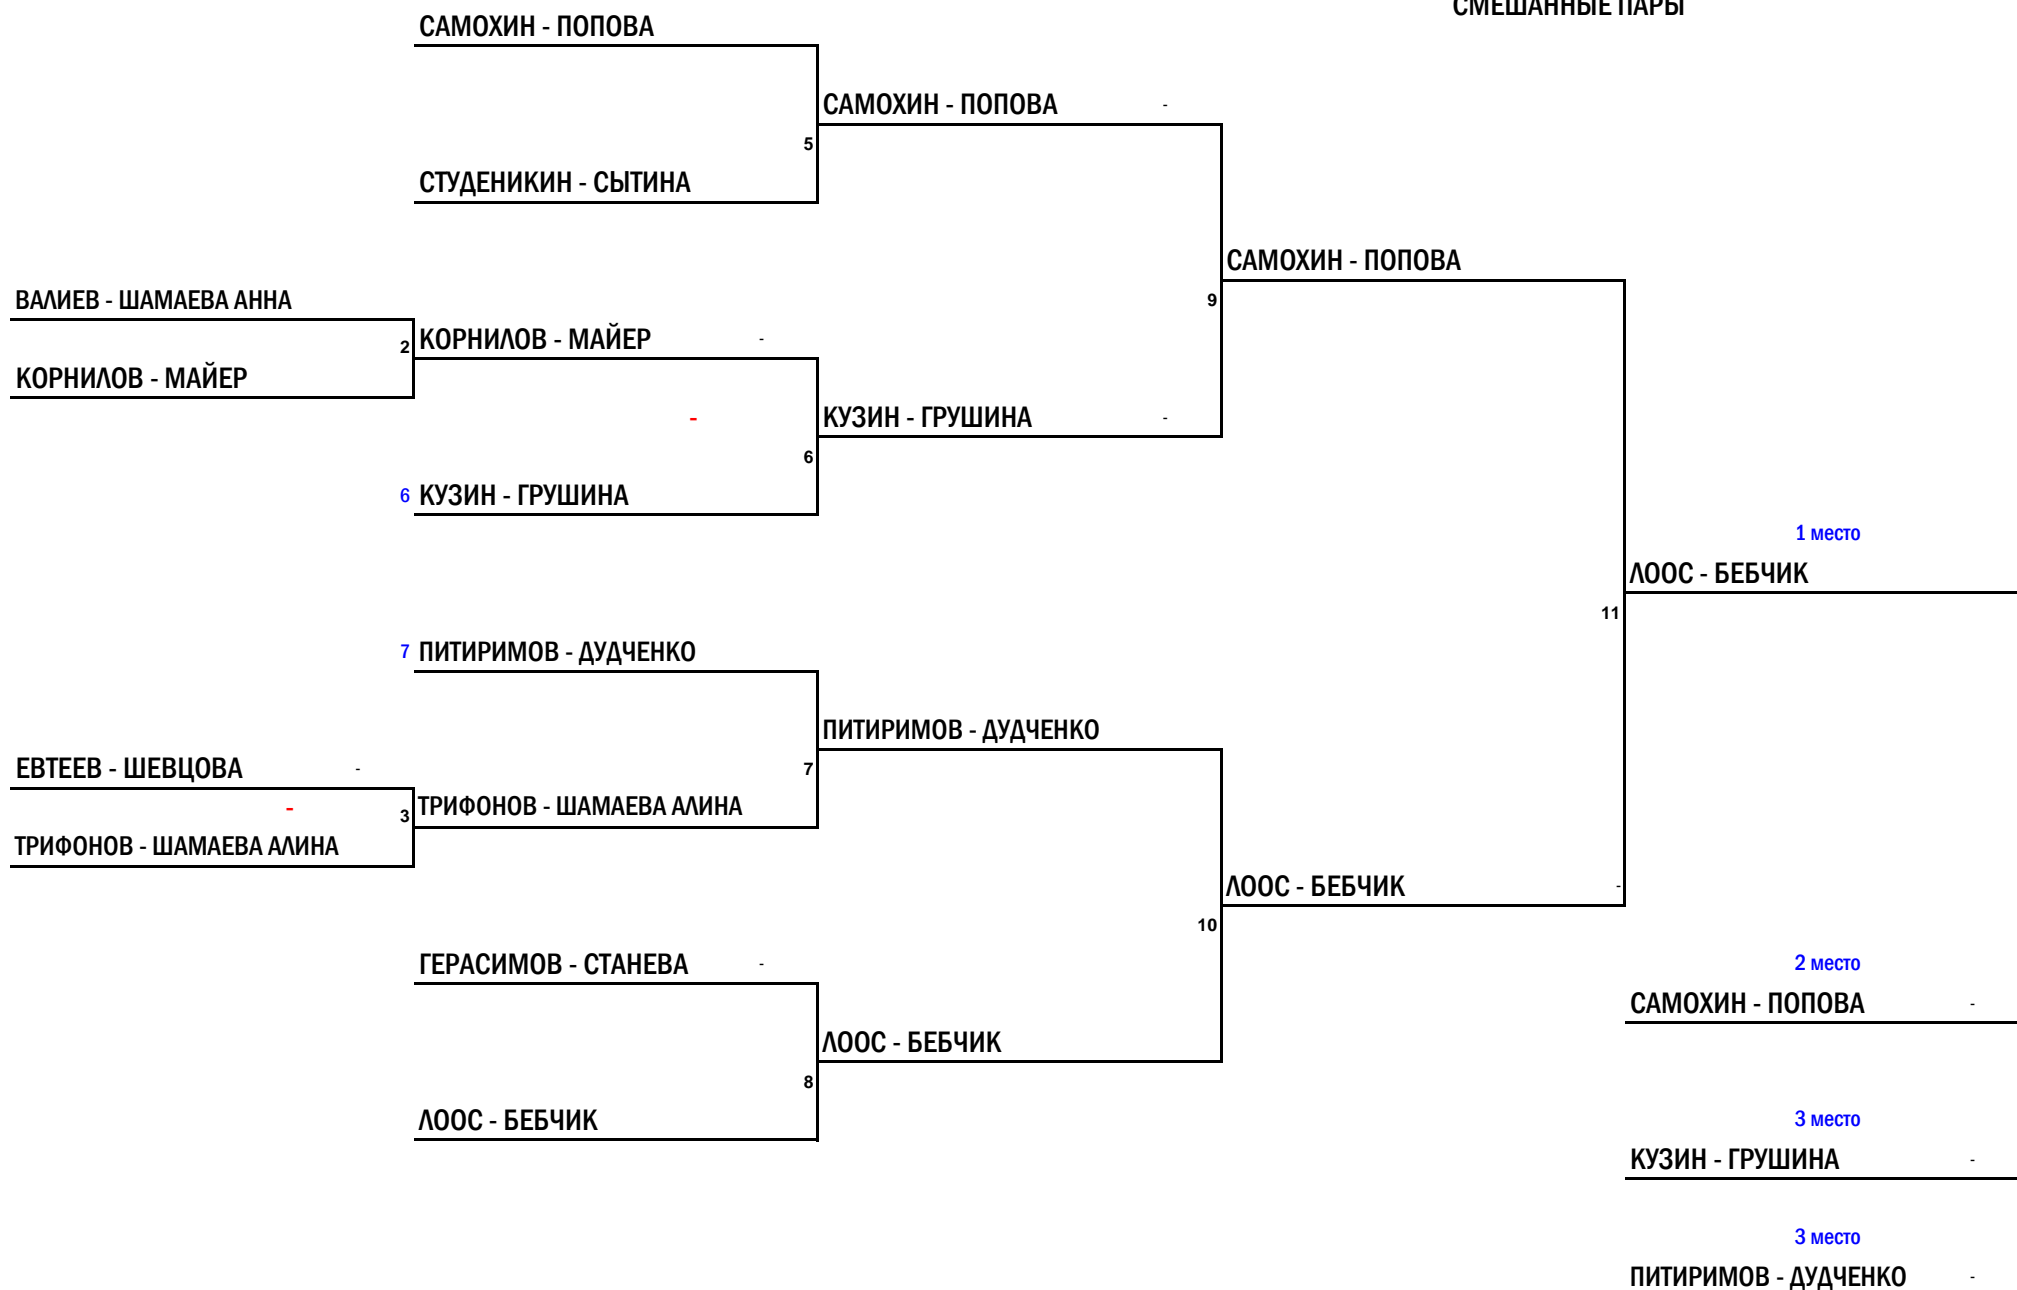 СМЕШАННЫЕ ПАРЫ
САМОХИН - ПОПОВА
САМОХИН - ПОПОВА -
5
СТУДЕНИКИН - СЫТИНА
САМОХИН - ПОПОВА
ВАЛИЕВ - ШАМАЕВА АННА
9
2 КОРНИЛОВ - МАЙЕР -
КОРНИЛОВ - МАЙЕР
- КУЗИН - ГРУШИНА -
6
6 КУЗИН - ГРУШИНА
1 место
ЛООС - БЕБЧИК
11
7 ПИТИРИМОВ - ДУДЧЕНКО
ПИТИРИМОВ - ДУДЧЕНКО
ЕВТЕЕВ - ШЕВЦОВА -
7
- 3 ТРИФОНОВ - ШАМАЕВА АЛИНА
ТРИФОНОВ - ШАМАЕВА АЛИНА
ЛООС - БЕБЧИК -
10
ГЕРАСИМОВ - СТАНЕВА -
2 место
САМОХИН - ПОПОВА -
ЛООС - БЕБЧИК
8
ЛООС - БЕБЧИК
3 место
КУЗИН - ГРУШИНА -
3 место
ПИТИРИМОВ - ДУДЧЕНКО -